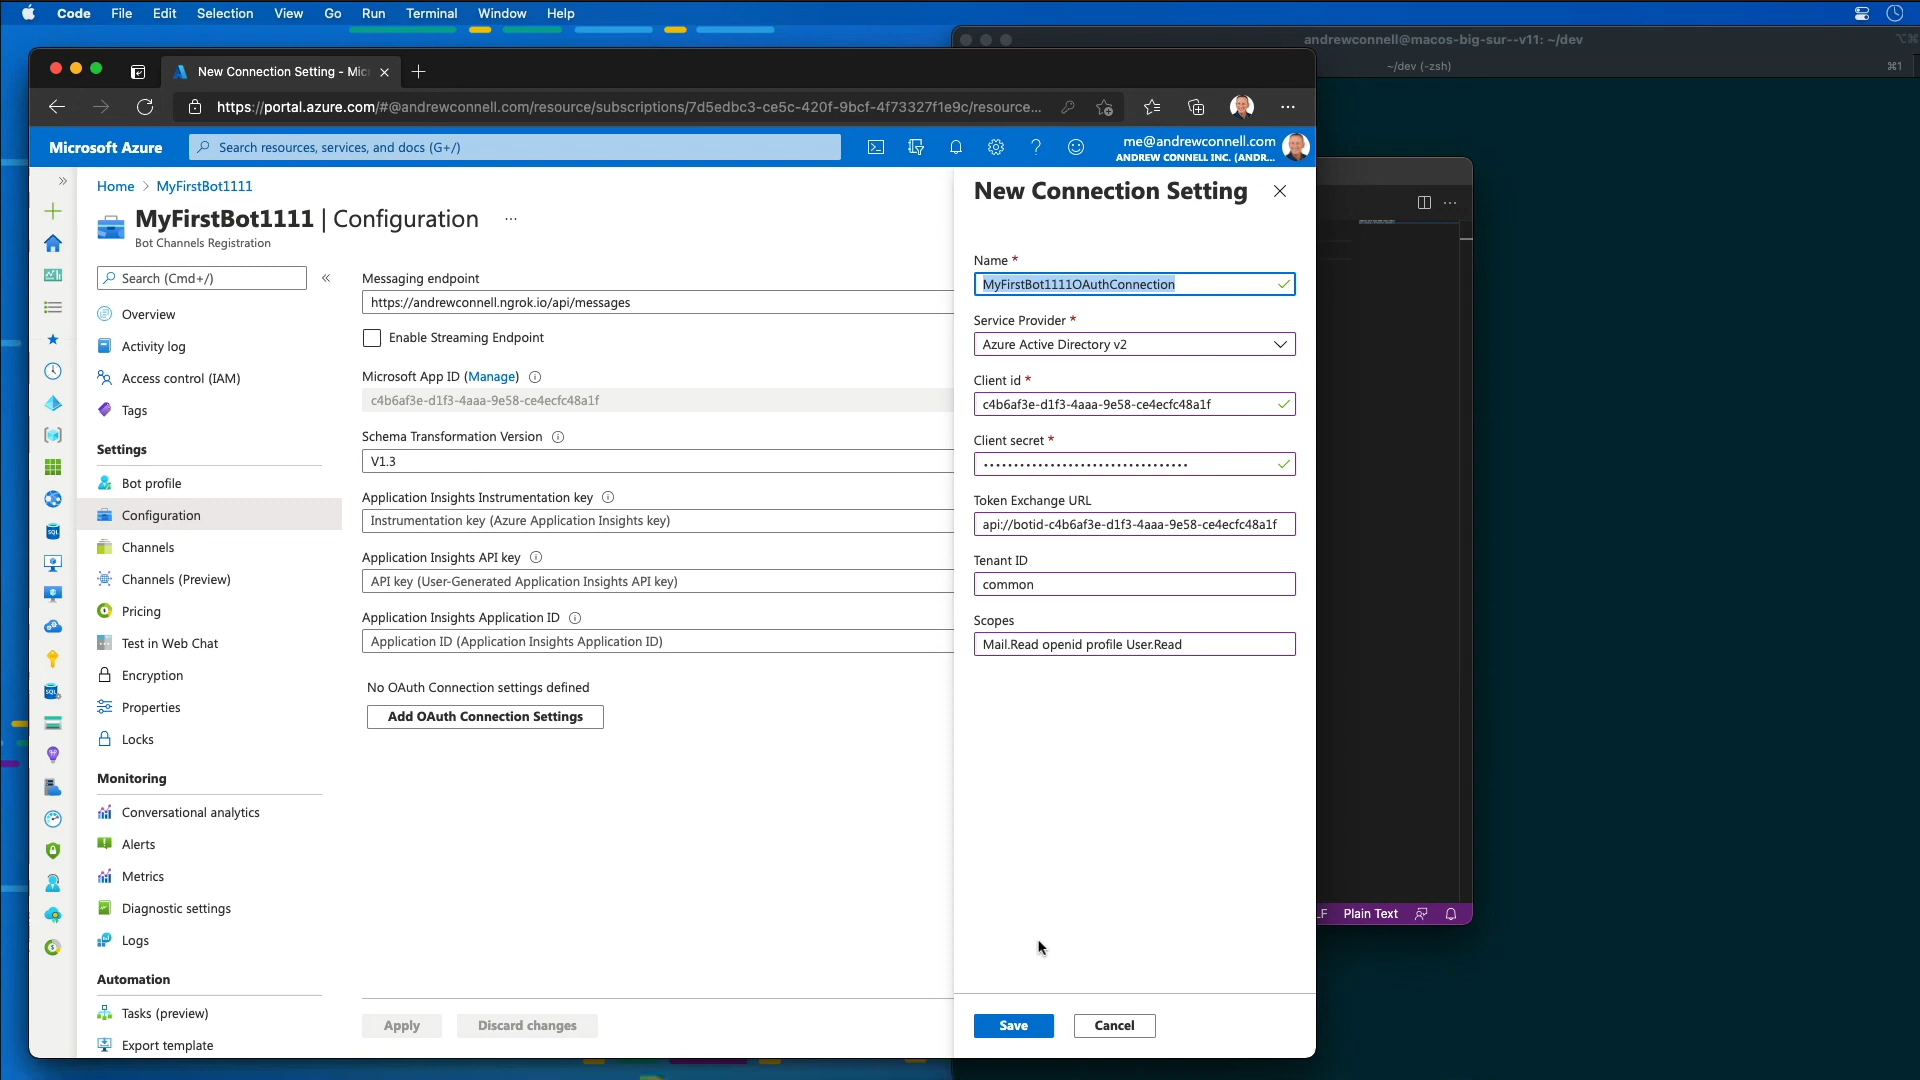 Code File Edit Selection View Go Run Terminal Window Help
andrewconnell@macos-big-sur--v11: ~/dev
~/dev (-zsh)
⌘1
New Connection Setting - Mic
https://portal.azure.com/#@andrewconnell.com/resource/subscriptions/7d5edbc3-ce5c-420f-9bcf-4f73327f1e9c/resource...
Microsoft Azure
Search resources, services, and docs (G+/)
me@andrewconnell.com
ANDREW CONNELL INC. (ANDR...
Home > MyFirstBot1111
MyFirstBot1111 | Configuration ...
Bot Channels Registration
Search (Cmd+/)
Overview
Activity log
Access control (IAM)
Tags
Settings
Bot profile
Configuration
Channels
Channels (Preview)
Pricing
Test in Web Chat
Encryption
Properties
Locks
Monitoring
Conversational analytics
Alerts
Metrics
Diagnostic settings
Logs
Automation
Tasks (preview)
Export template
Messaging endpoint
https://andrewconnell.ngrok.io/api/messages
Enable Streaming Endpoint
Microsoft App ID (Manage)
c4b6af3e-d1f3-4aaa-9e58-ce4ecfc48a1f
Schema Transformation Version
V1.3
Application Insights Instrumentation key
Instrumentation key (Azure Application Insights key)
Application Insights API key
API key (User-Generated Application Insights API key)
Application Insights Application ID
Application ID (Application Insights Application ID)
No OAuth Connection settings defined
Add OAuth Connection Settings
Apply
Discard changes
New Connection Setting
Name *
MyFirstBot1111OAuthConnection
Service Provider *
Azure Active Directory v2
Client id *
c4b6af3e-d1f3-4aaa-9e58-ce4ecfc48a1f
Client secret *
Token Exchange URL
api://botid-c4b6af3e-d1f3-4aaa-9e58-ce4ecfc48a1f
Tenant ID
common
Scopes
Mail.Read openid profile User.Read
Save
Cancel
LF Plain Text